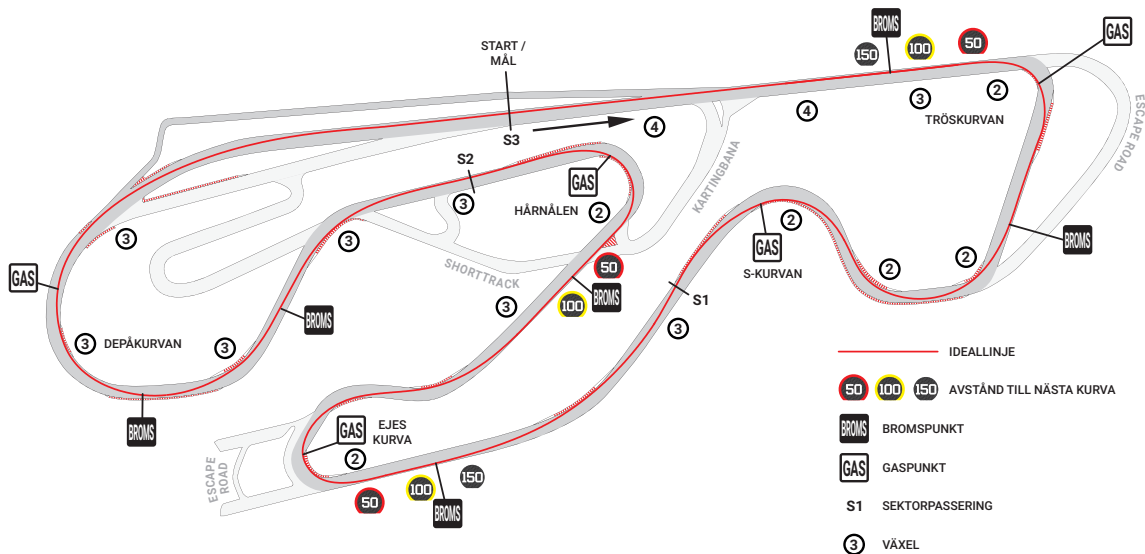 BROMS
150
100
50
GAS
START /
MÅL
S3
4
4
3
2
TRÖSKURVAN
ESCAPE ROAD
S2
3
GAS
HÅRNÅLEN
2
KARTINGBANA
SHORTTRACK
50
BROMS
100
3
GAS
2
S-KURVAN
2
2
BROMS
S1
3
3
3
GAS
3
DEPÅKURVAN
3
BROMS
BROMS
GAS
EJES
KURVA
2
ESCAPE
ROAD
50
100
150
BROMS
IDEALLINJE
50 100 150 AVSTÅND TILL NÄSTA KURVA
BROMS BROMSPUNKT
GAS GASPUNKT
S1 SEKTORPASSERING
3 VÄXEL